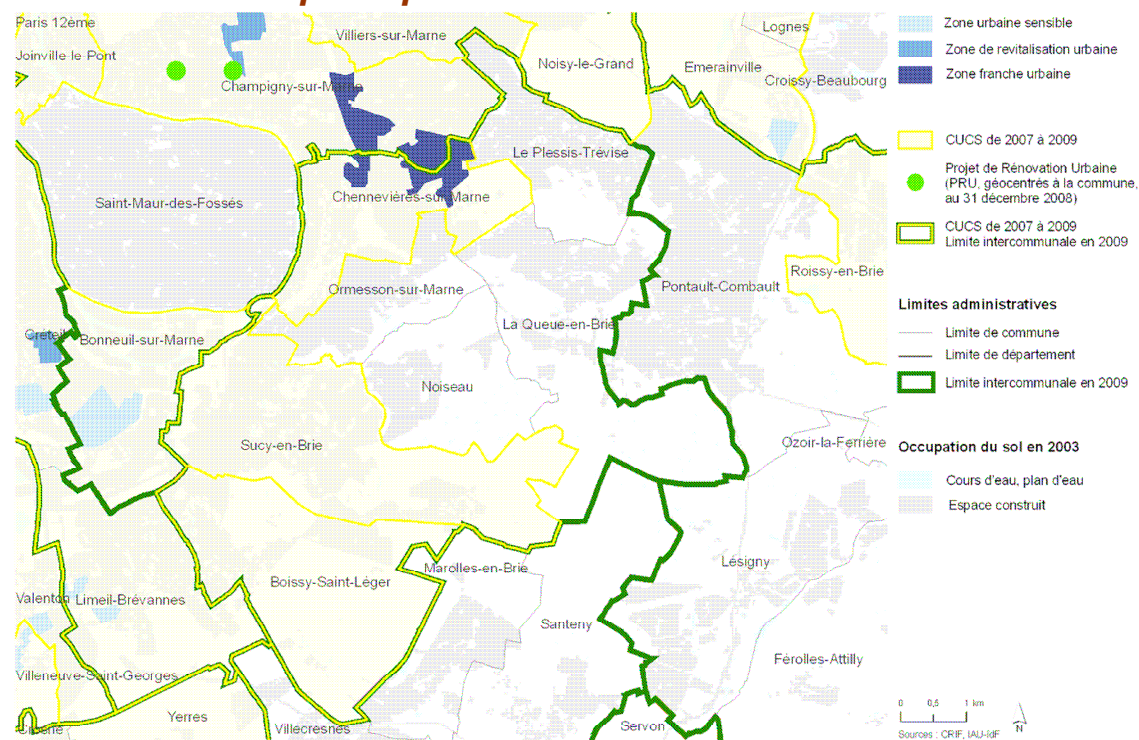 Paris 12ème
Joinville-le-Pont
Villiers-sur-Marne
Noisy-le-Grand
Lognes
Emerainville
Croissy-Beaubourg
Champigny-sur-Marne
Le Plessis-Trévise
Saint-Maur-des-Fossés
Chennevières-sur-Marne
Roissy-en-Brie
Ormesson-sur-Marne
Pontault-Combault
La Queue-en-Brie
Créteil
Bonneuil-sur-Marne
Noiseau
Sucy-en-Brie
Ozoir-la-Ferrière
Lésigny
Marolles-en-Brie
Boissy-Saint-Léger
Valenton
Limeil-Brévannes
Santeny
Férolles-Attilly
Villeneuve-Saint-Georges
Yerres
Villecresnes
Servon
Crosne
Zone urbaine sensible
Zone de revitalisation urbaine
Zone franche urbaine
CUCS de 2007 à 2009
Projet de Rénovation Urbaine
(PRU, géocentrés à la commune,
au 31 décembre 2008)
CUCS de 2007 à 2009
Limite intercommunale en 2009
Limites administratives
Limite de commune
Limite de département
Limite intercommunale en 2009
Occupation du sol en 2003
Cours d'eau, plan d'eau
Espace construit
0 0,5 1 km
N
Sources : CRIF, IAU-îdF